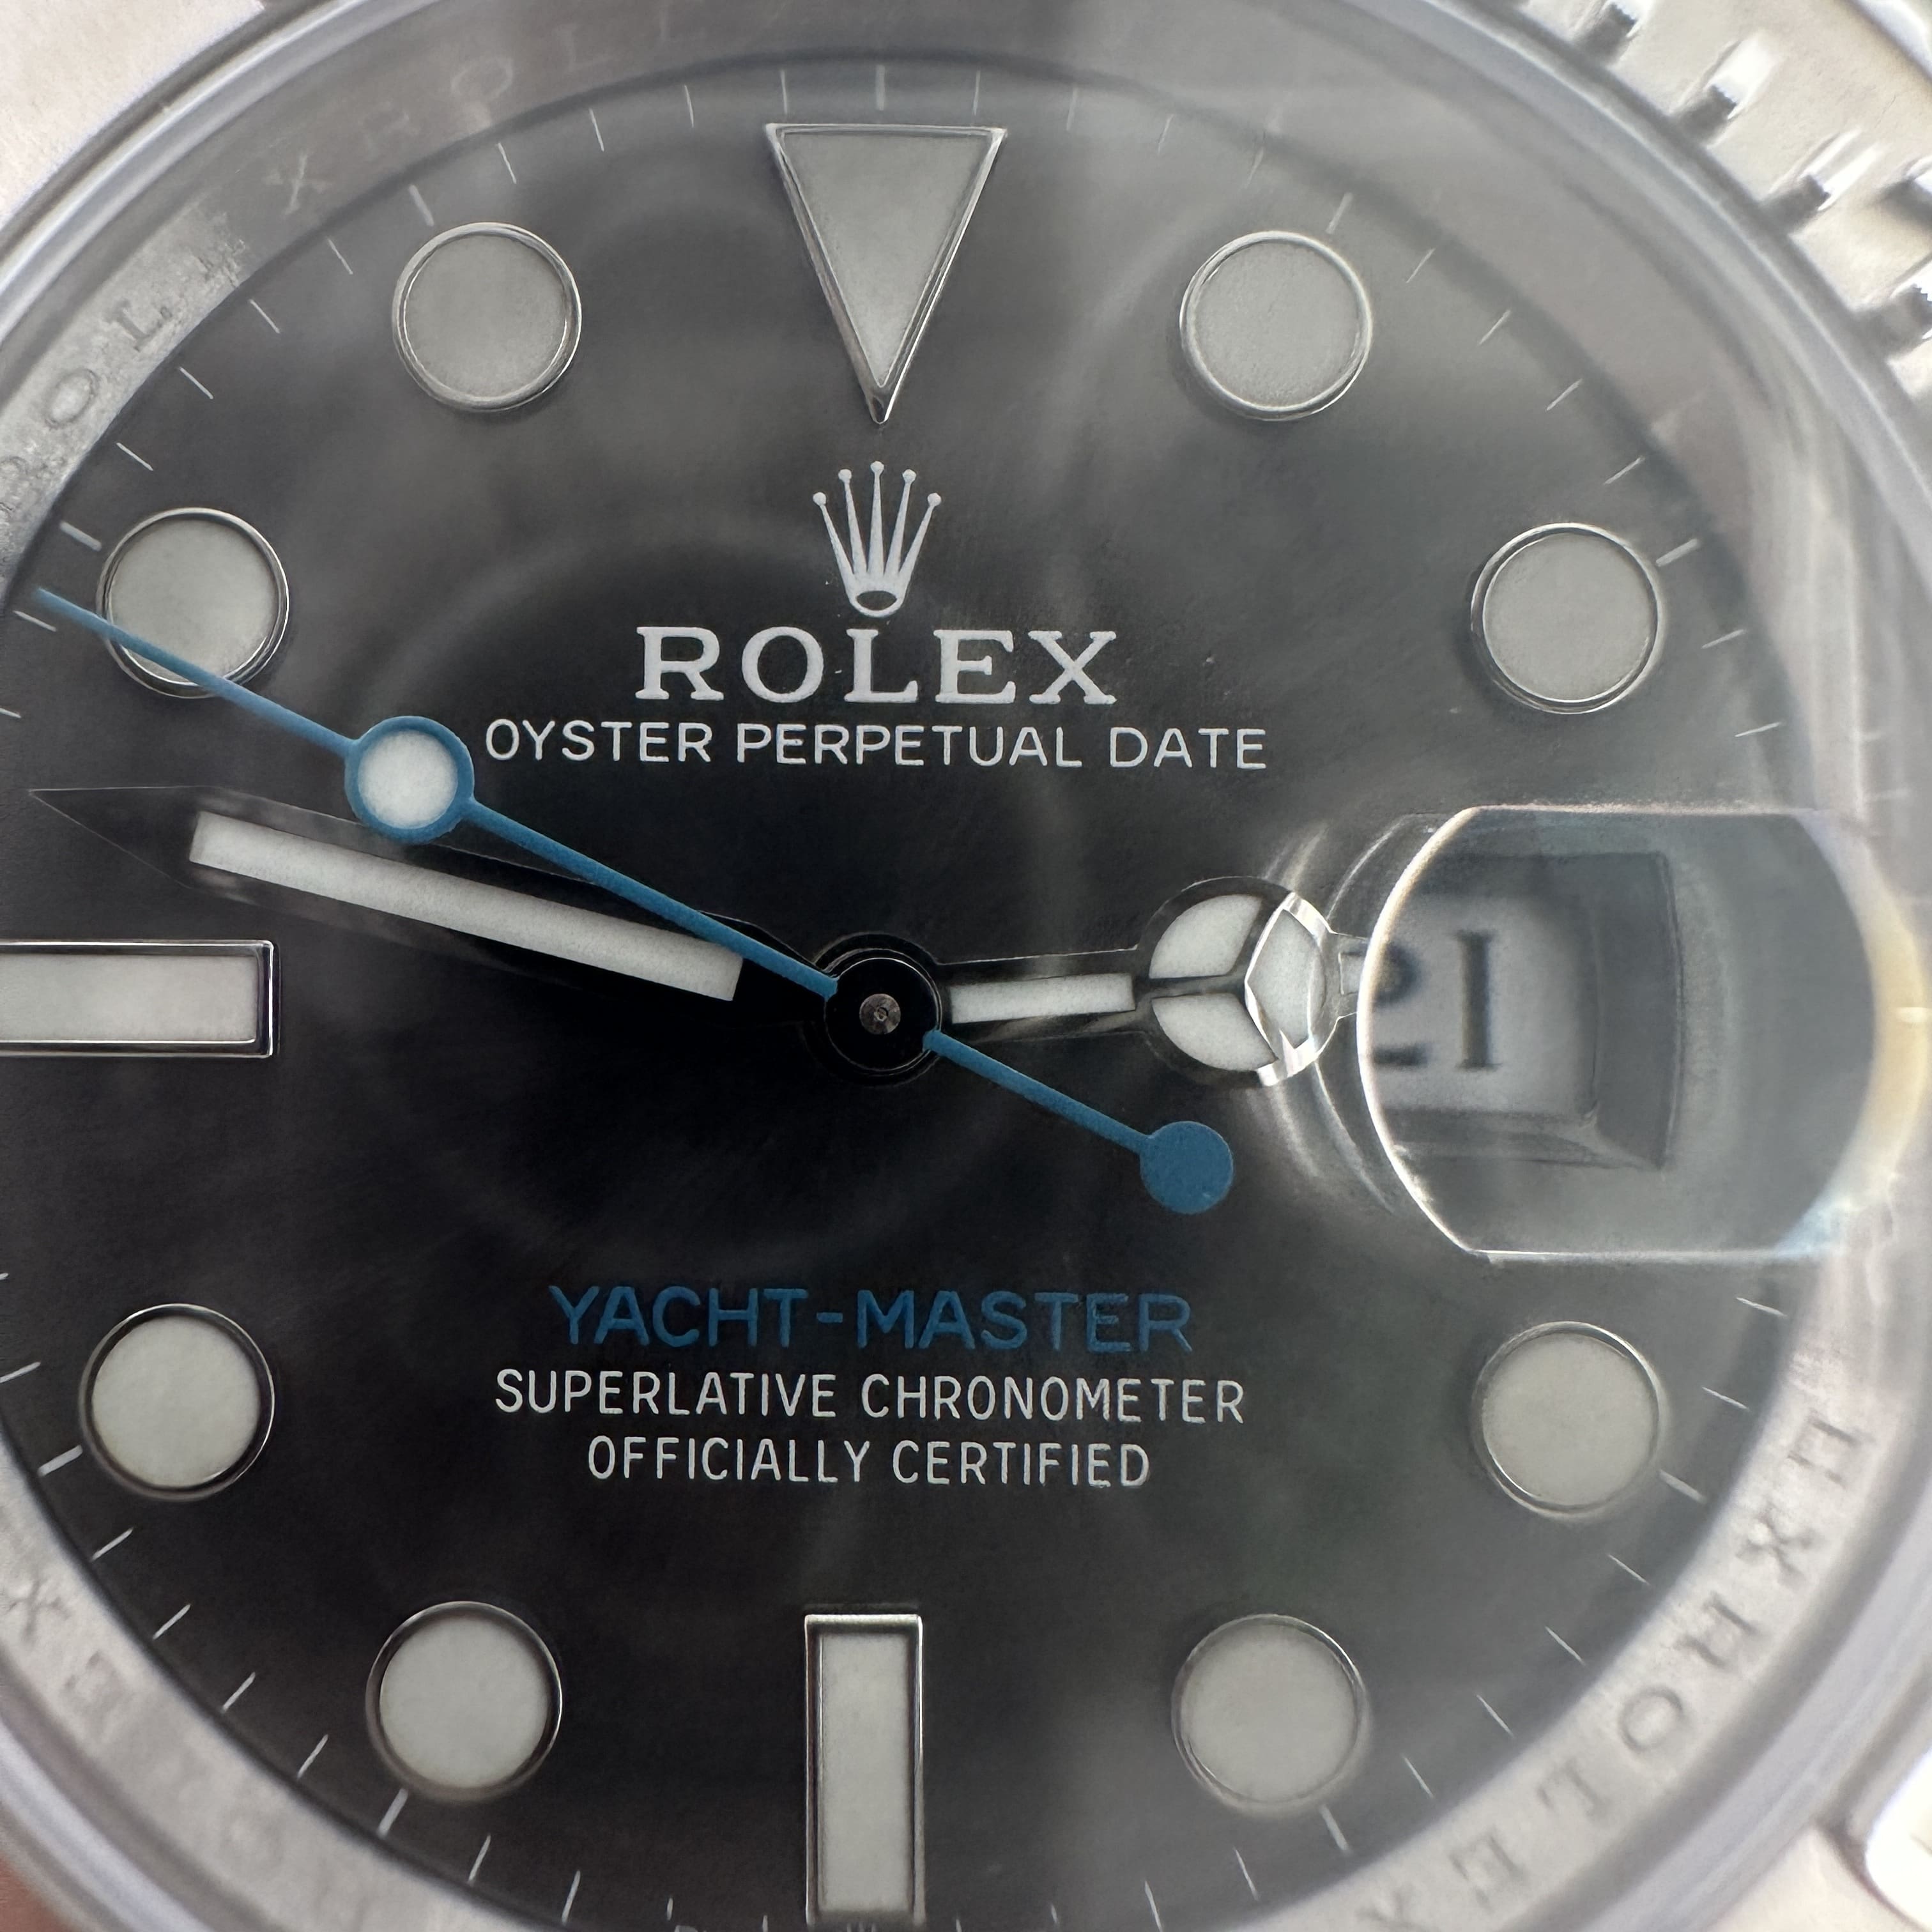 ROLEX
OYSTER PERPETUAL DATE
21
YACHT-MASTER
SUPERLATIVE CHRONOMETER
OFFICIALLY CERTIFIED